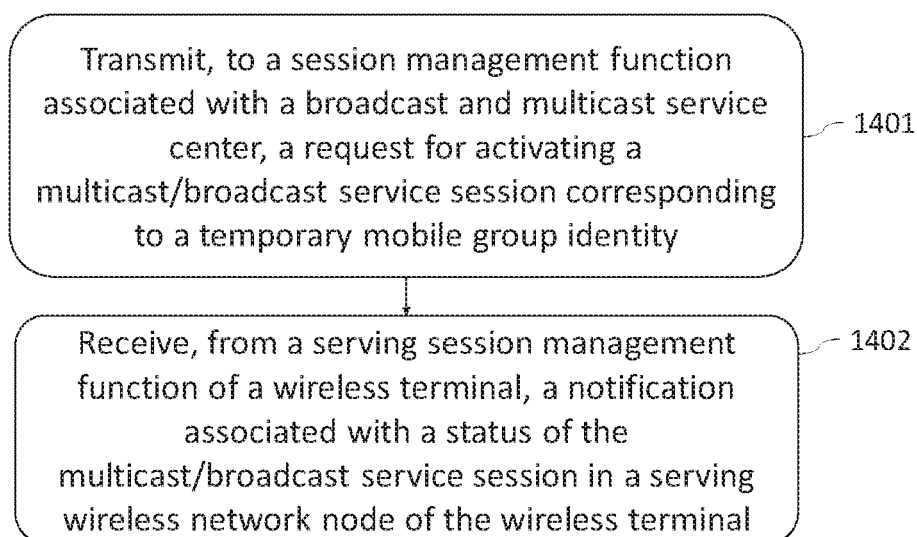 Transmit, to a session management function
associated with a broadcast and multicast service
center, a request for activating a
multicast/broadcast service session corresponding
to a temporary mobile group identity
1401
Receive, from a serving session management
function of a wireless terminal, a notification
associated with a status of the
multicast/broadcast service session in a serving
wireless network node of the wireless terminal
1402